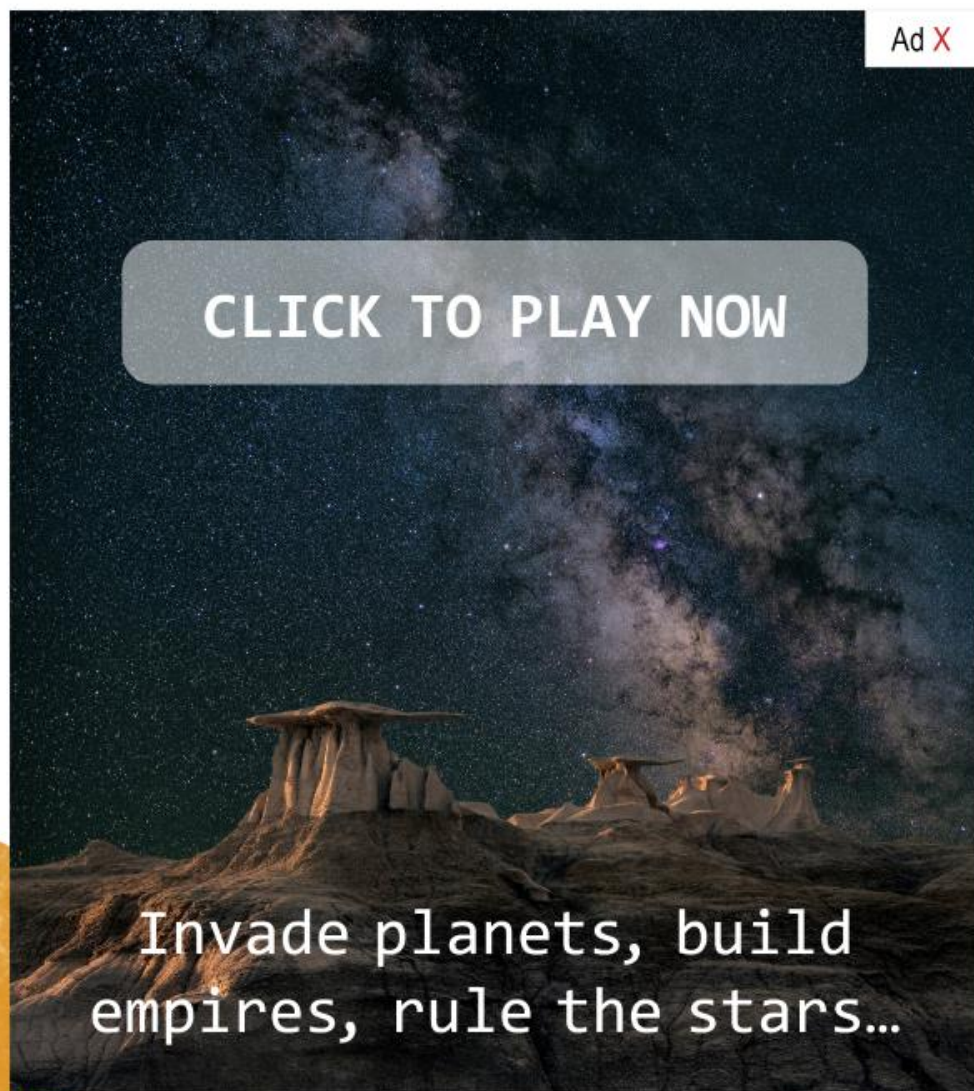 Ad X
CLICK TO PLAY NOW
Invade planets, build
empires, rule the stars…